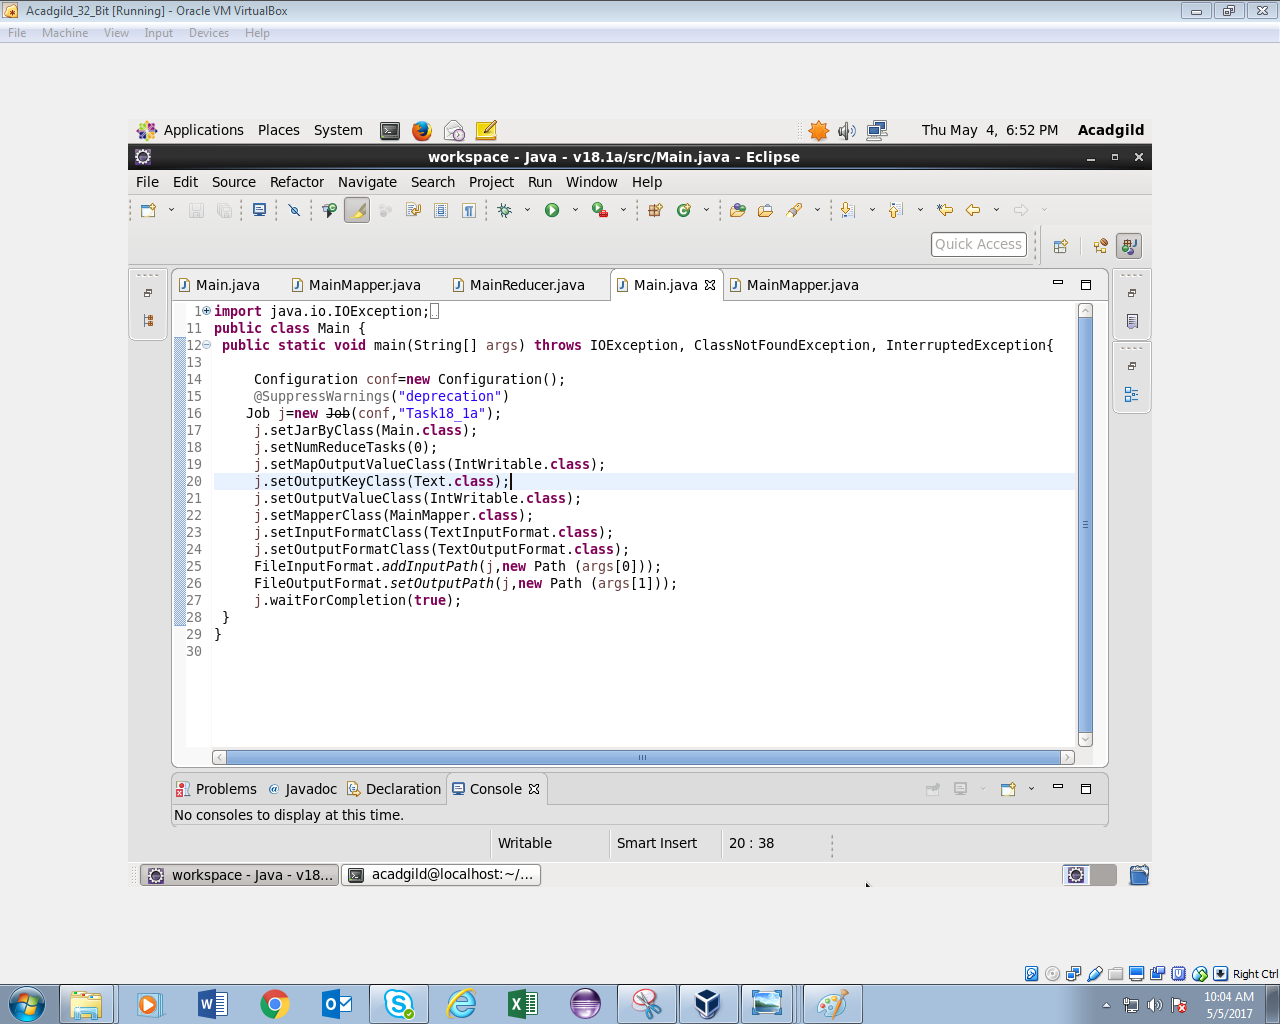 Acadgild_32_Bit [Running] - Oracle VM VirtualBox
File Machine View Input Devices Help
Applications Places System Thu May 4, 6:52 PM Acadgild
workspace - Java - v18.1a/src/Main.java - Eclipse
File Edit Source Refactor Navigate Search Project Run Window Help
Quick Access
Main.java MainMapper.java MainReducer.java Main.java MainMapper.java
1 import java.io.IOException;
11 public class Main {
12 public static void main(String[] args) throws IOException, ClassNotFoundException, InterruptedException{
13
14 Configuration conf=new Configuration();
15 @SuppressWarnings("deprecation")
16 Job j=new Job(conf,"Task18_1a");
17 j.setJarByClass(Main.class);
18 j.setNumReduceTasks(0);
19 j.setMapOutputValueClass(IntWritable.class);
20 j.setOutputKeyClass(Text.class);
21 j.setOutputValueClass(IntWritable.class);
22 j.setMapperClass(MainMapper.class);
23 j.setInputFormatClass(TextInputFormat.class);
24 j.setOutputFormatClass(TextOutputFormat.class);
25 FileInputFormat.addInputPath(j,new Path (args[0]));
26 FileOutputFormat.setOutputPath(j,new Path (args[1]));
27 j.waitForCompletion(true);
28 }
29 }
30
Problems @ Javadoc Declaration Console
No consoles to display at this time.
Writable Smart Insert 20 : 38
workspace - Java - v18... acadgild@localhost:~/...
Right Ctrl
10:04 AM
5/5/2017